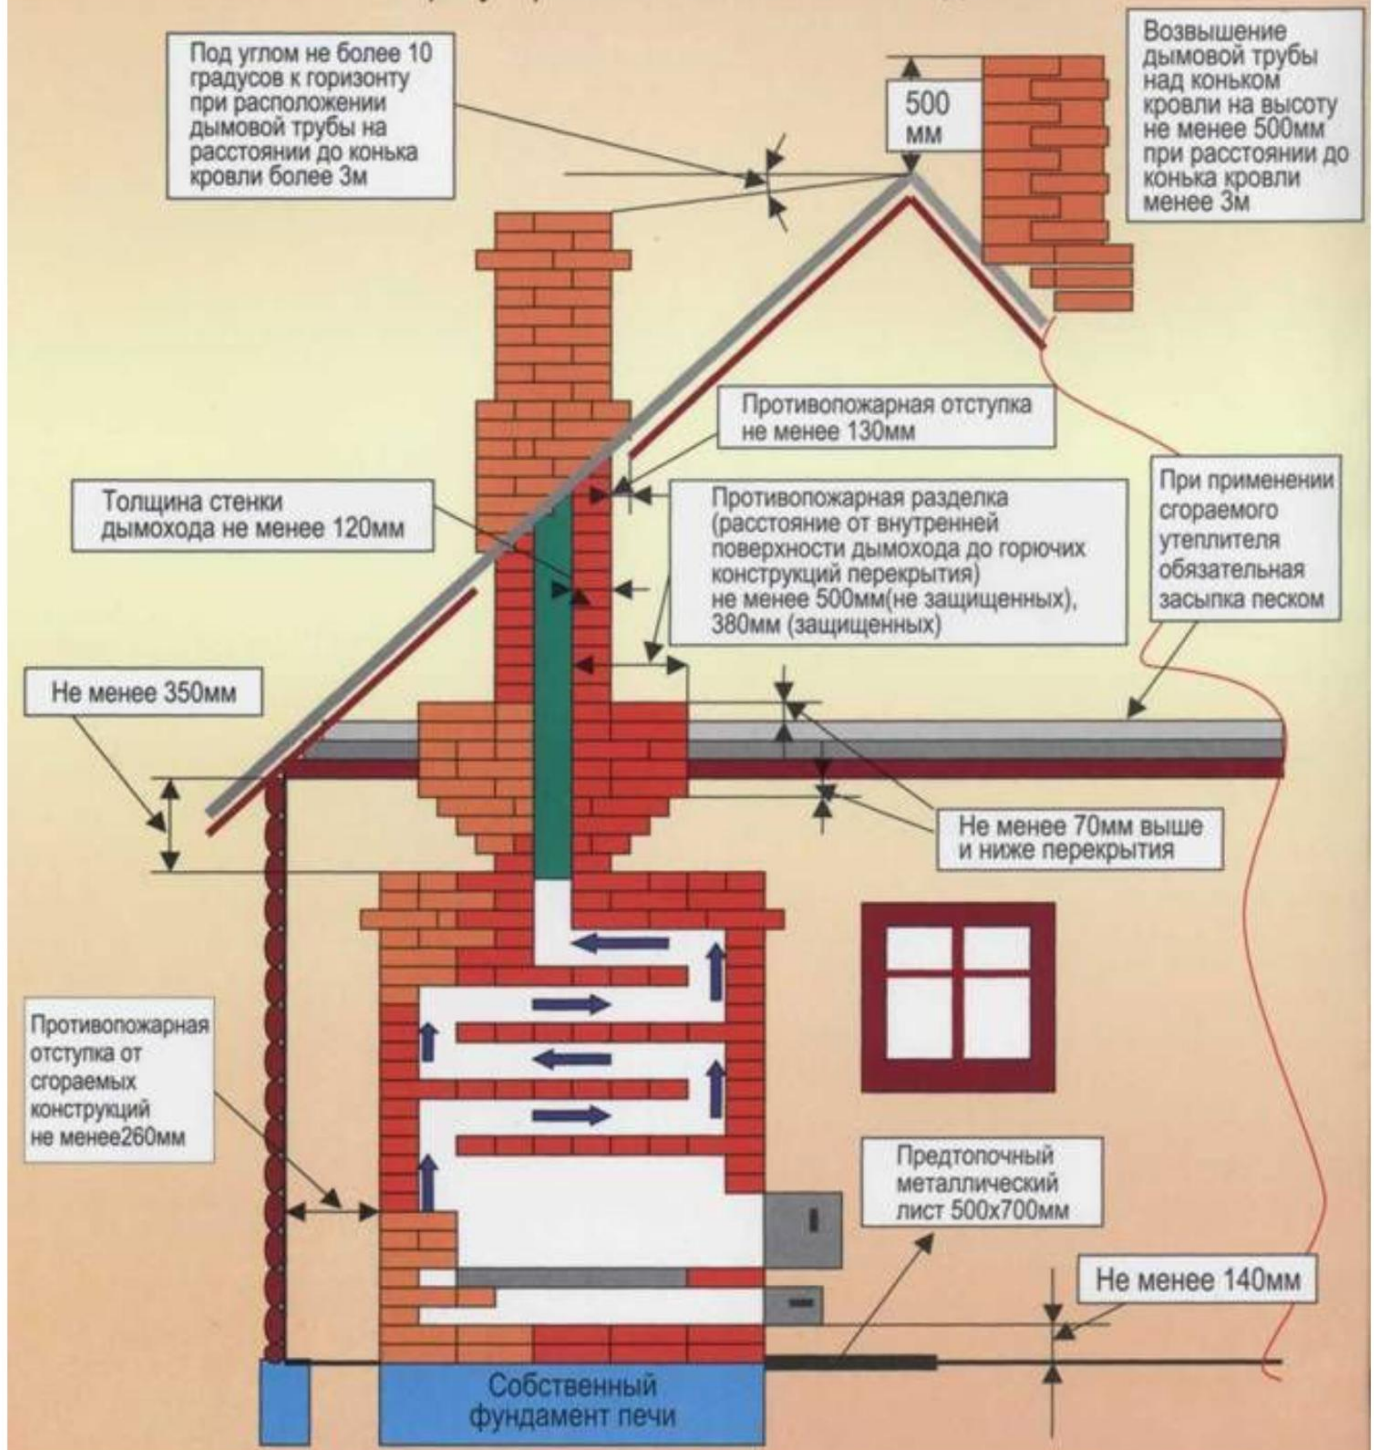 Под углом не более 10
градусов к горизонту
при расположении
дымовой трубы на
расстоянии до конька
кровли более 3м
500
мм
Возвышение
дымовой трубы
над коньком
кровли на высоту
не менее 500мм
при расстоянии до
конька кровли
менее 3м
Противопожарная отступка
не менее 130мм
Толщина стенки
дымохода не менее 120мм
Противопожарная разделка
(расстояние от внутренней
поверхности дымохода до горючих
конструкций перекрытия)
не менее 500мм(не защищенных),
380мм (защищенных)
При применении
сгораемого
утеплителя
обязательная
засыпка песком
Не менее 350мм
Не менее 70мм выше
и ниже перекрытия
Противопожарная
отступка от
сгораемых
конструкций
не менее260мм
Предтопочный
металлический
лист 500х700мм
Не менее 140мм
Собственный
фундамент печи